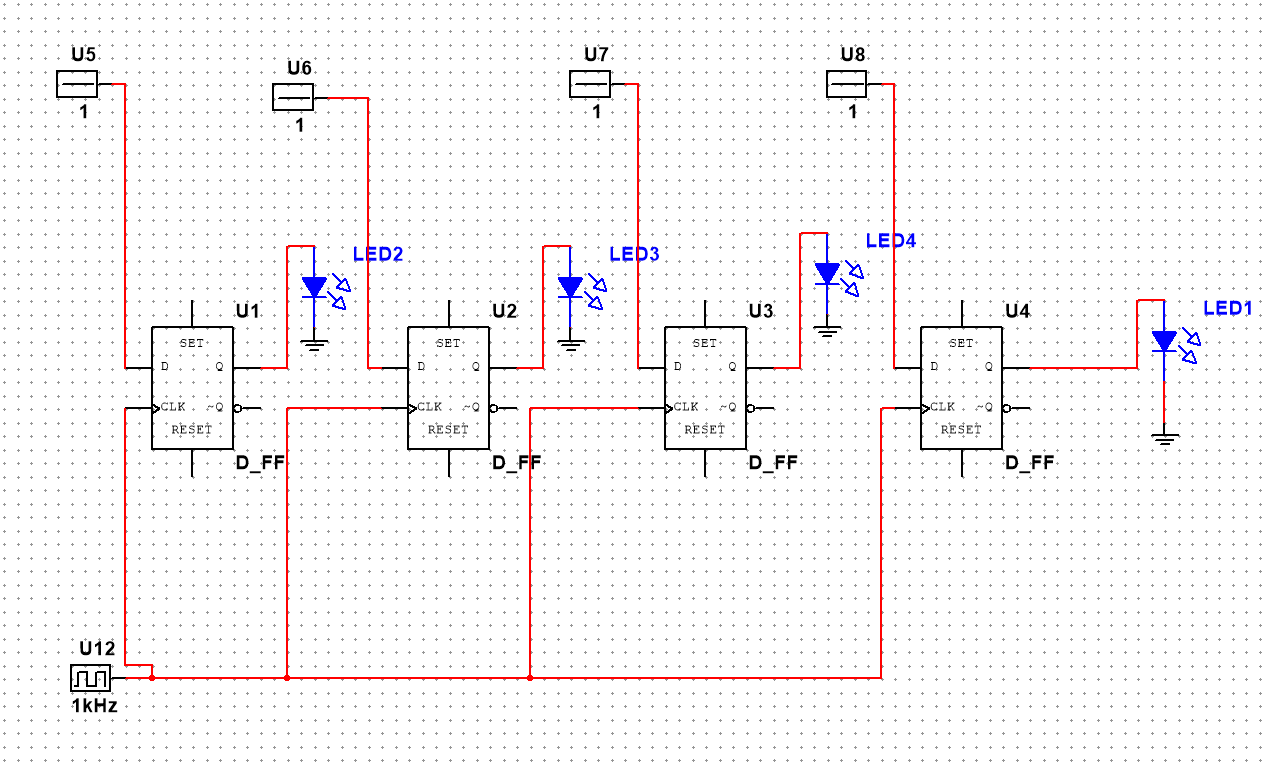 U5
1
U6
1
U7
1
U8
1
LED2
LED3
LED4
LED1
U1
SET
D Q
CLK ~Q
RESET
D_FF
U2
SET
D Q
CLK ~Q
RESET
D_FF
U3
SET
D Q
CLK ~Q
RESET
D_FF
U4
SET
D Q
CLK ~Q
RESET
D_FF
U12
1kHz